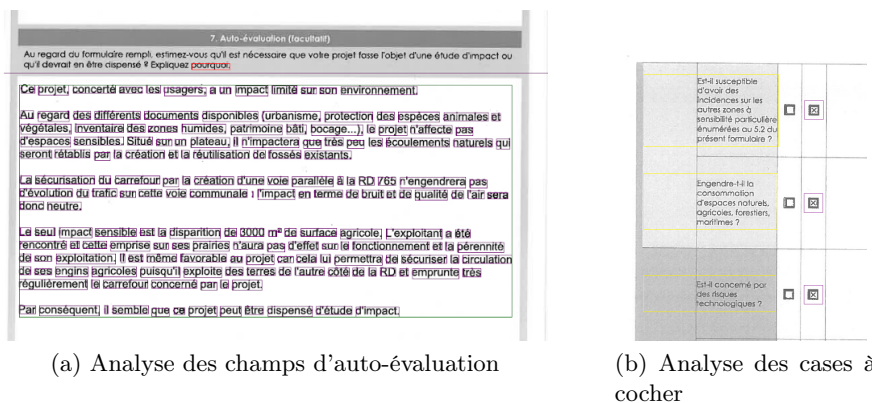 7. Auto-évaluation (facultatif)
Au regard du formulaire rempli, estimez-vous qu'il est nécessaire que votre projet fasse l'objet d'une étude d'impact ou
qu'il devrait en être dispensé ? Expliquez pourquoi.
Ce projet, concerté avec les usagers, a un impact limité sur son environnement.
Au regard des différents documents disponibles (urbanisme, protection des espèces animales et
végétales, inventaire des zones humides, patrimoine bâti, bocage...), le projet n'affecte pas
d'espaces sensibles. Situé sur un plateau, il n'impactera que très peu les écoulements naturels qui
seront rétablis par la création et la réutilisation de fossés existants.
La sécurisation du carrefour par la création d'une voie parallèle à la RD 765 n'engendrera pas
d'évolution du trafic sur cette voie communale : l'impact en terme de bruit et de qualité de l'air sera
donc neutre.
Le seul impact sensible est la disparition de 3000 m² de surface agricole. L'exploitant a été
rencontré et cette emprise sur ses prairies n'aura pas d'effet sur le fonctionnement et la pérennité
de son exploitation. Il est même favorable au projet car cela lui permettra de sécuriser la circulation
de ses engins agricoles puisqu'il exploite des terres de l'autre côté de la RD et emprunte très
régulièrement le carrefour concerné par le projet.
Par conséquent, il semble que ce projet peut être dispensé d'étude d'impact.
(a) Analyse des champs d'auto-évaluation
Est-il susceptible
d'avoir des
incidences sur les
autres zones à
sensibilité particulière
énumérées au 5.2 du
présent formulaire ?
Engendre-t-il la
consommation
d'espaces naturels,
agricoles, forestiers,
maritimes ?
Est-il concerné par
des risques
technologiques ?
(b) Analyse des cases à
cocher